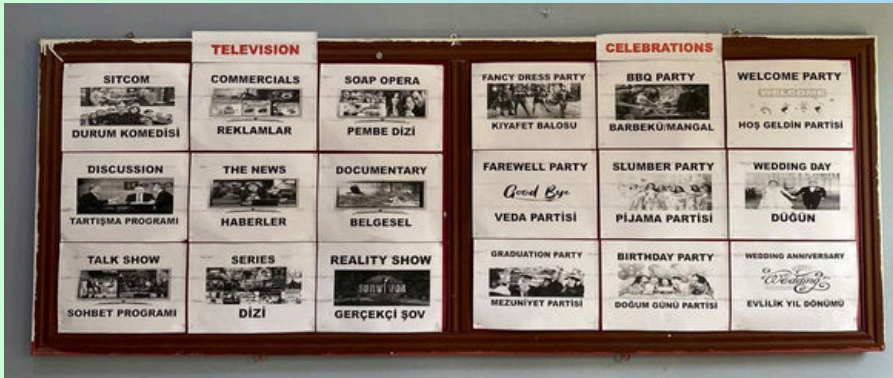 TELEVISION
SITCOM
DURUM KOMEDİSİ
COMMERCIALS
REKLAMLAR
SOAP OPERA
PEMBE DİZİ
DISCUSSION
TARTIŞMA PROGRAMI
THE NEWS
HABERLER
DOCUMENTARY
BELGESEL
TALK SHOW
SOHBET PROGRAMI
SERIES
DİZİ
REALITY SHOW
SURVIVOR
GERÇEKÇİ ŞOV
CELEBRATIONS
FANCY DRESS PARTY
KIYAFET BALOSU
BBQ PARTY
BARBEKÜ/MANGAL
WELCOME PARTY
WELCOME
HOŞ GELDİN PARTİSİ
FAREWELL PARTY
Good Bye
VEDA PARTİSİ
SLUMBER PARTY
PİJAMA PARTİSİ
WEDDING DAY
DÜĞÜN
GRADUATION PARTY
MEZUNİYET PARTİSİ
BIRTHDAY PARTY
DOĞUM GÜNÜ PARTİSİ
WEDDING ANNIVERSARY
Wedding
EVLİLİK YIL DÖNÜMÜ